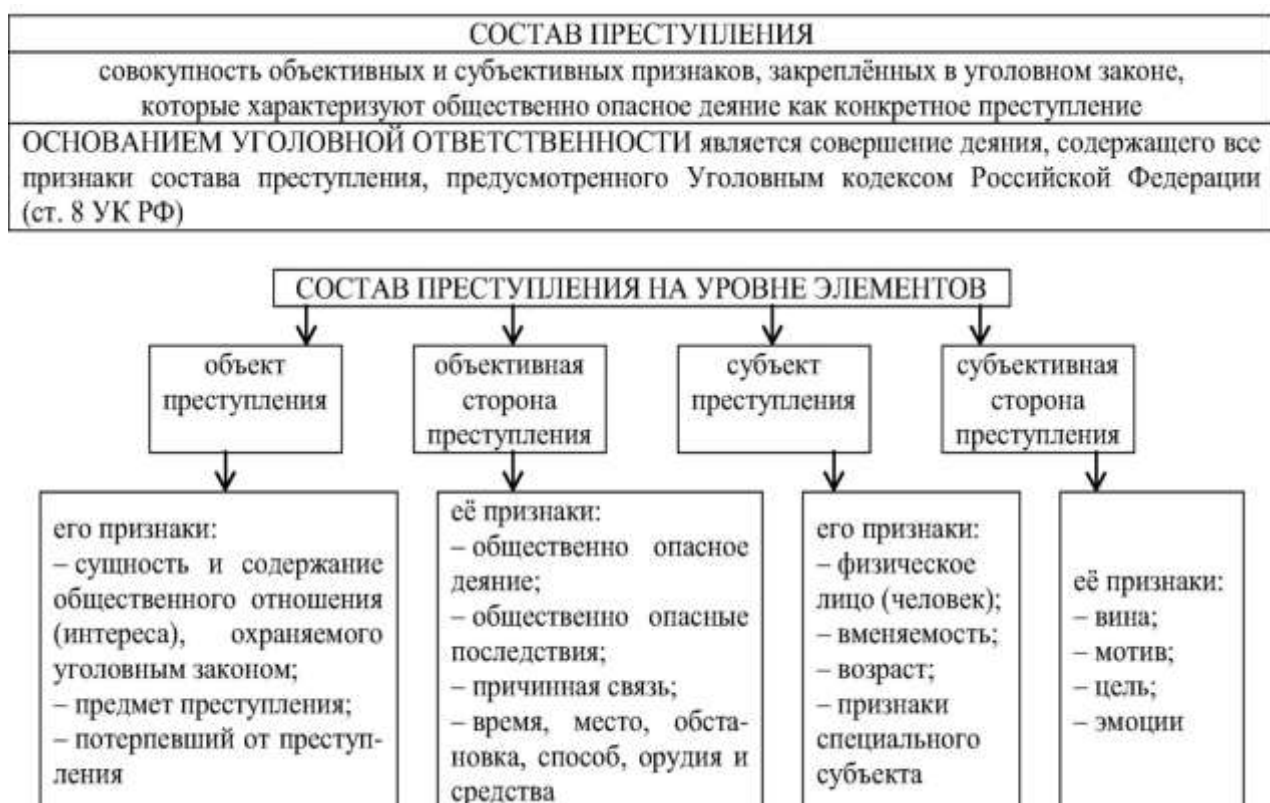 СОСТАВ ПРЕСТУПЛЕНИЯ
совокупность объективных и субъективных признаков, закреплённых в уголовном законе,
которые характеризуют общественно опасное деяние как конкретное преступление
ОСНОВАНИЕМ УГОЛОВНОЙ ОТВЕТСТВЕННОСТИ является совершение деяния, содержащего все
признаки состава преступления, предусмотренного Уголовным кодексом Российской Федерации
(ст. 8 УК РФ)
СОСТАВ ПРЕСТУПЛЕНИЯ НА УРОВНЕ ЭЛЕМЕНТОВ
объект
преступления
объективная
сторона
преступления
субъект
преступления
субъективная
сторона
преступления
его признаки:
– сущность и содержание
общественного отношения
(интереса), охраняемого
уголовным законом;
– предмет преступления;
– потерпевший от преступ-
ления
её признаки:
– общественно опасное
деяние;
– общественно опасные
последствия;
– причинная связь;
– время, место, обста-
новка, способ, орудия и
средства
его признаки:
– физическое
лицо (человек);
– вменяемость;
– возраст;
– признаки
специального
субъекта
её признаки:
– вина;
– мотив;
– цель;
– эмоции